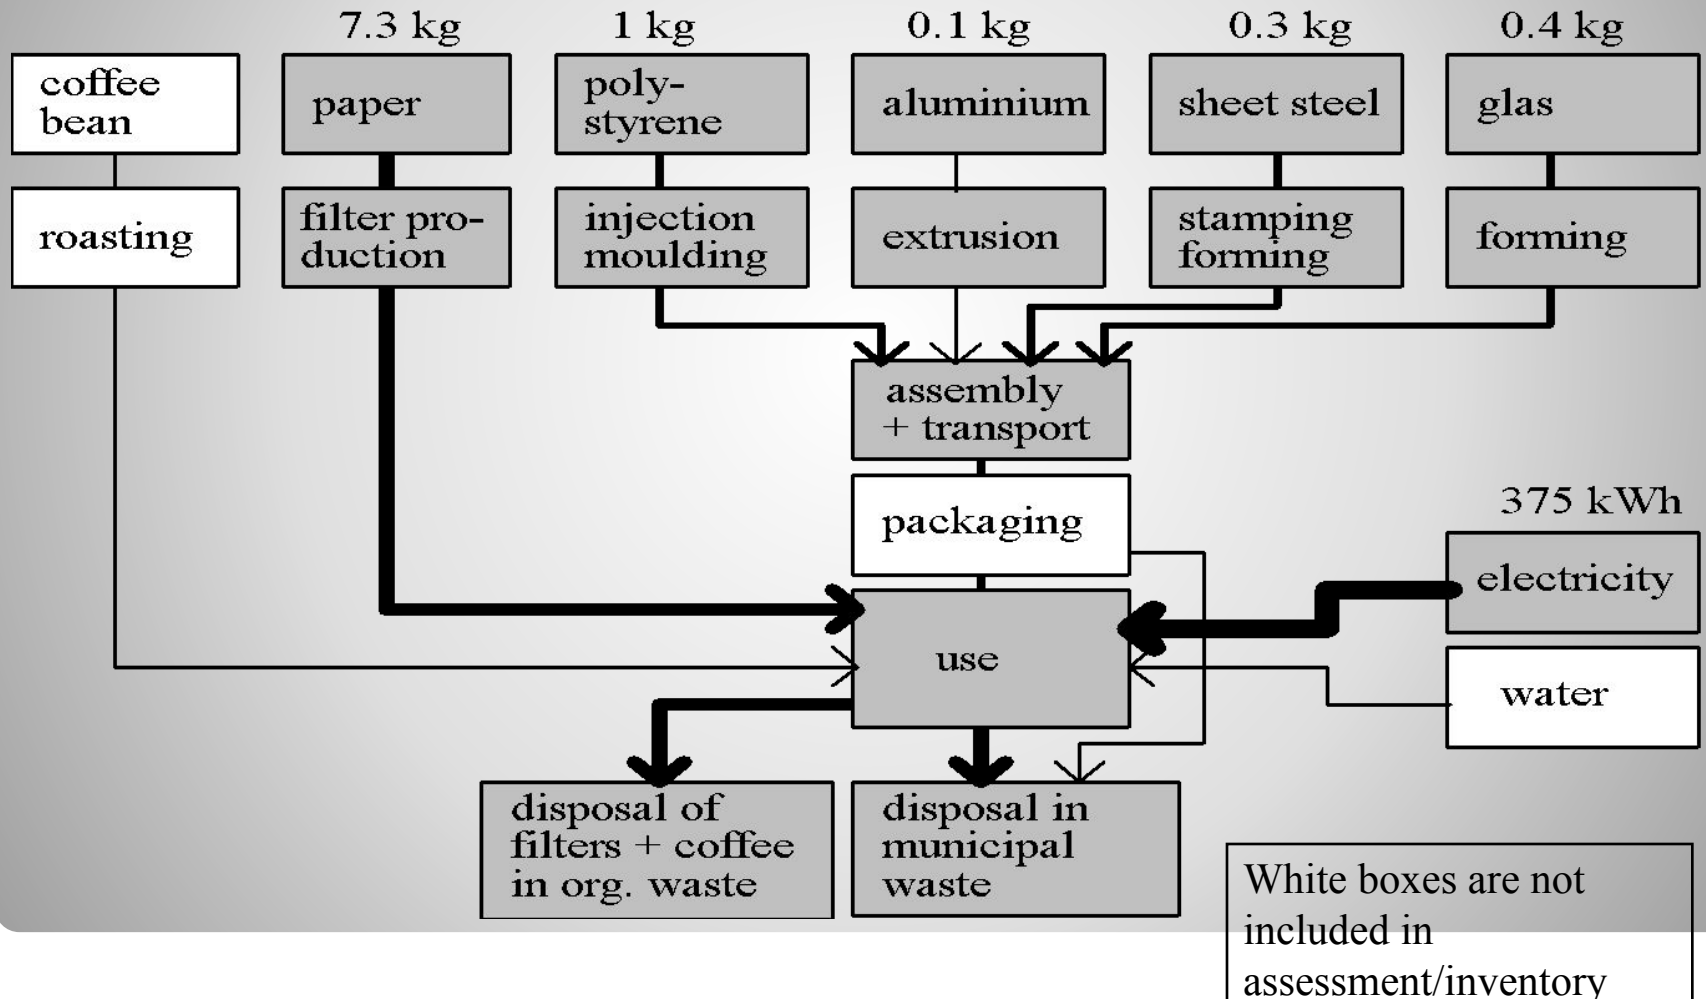 7.3 kg
1 kg
0.1 kg
0.3 kg
0.4 kg
coffee
bean
paper
poly-
styrene
aluminium
sheet steel
glas
roasting
filter pro-
duction
injection
moulding
extrusion
stamping
forming
forming
assembly
+ transport
packaging
375 kWh
electricity
use
water
disposal of
filters + coffee
in org. waste
disposal in
municipal
waste
White boxes are not
included in
assessment/inventory